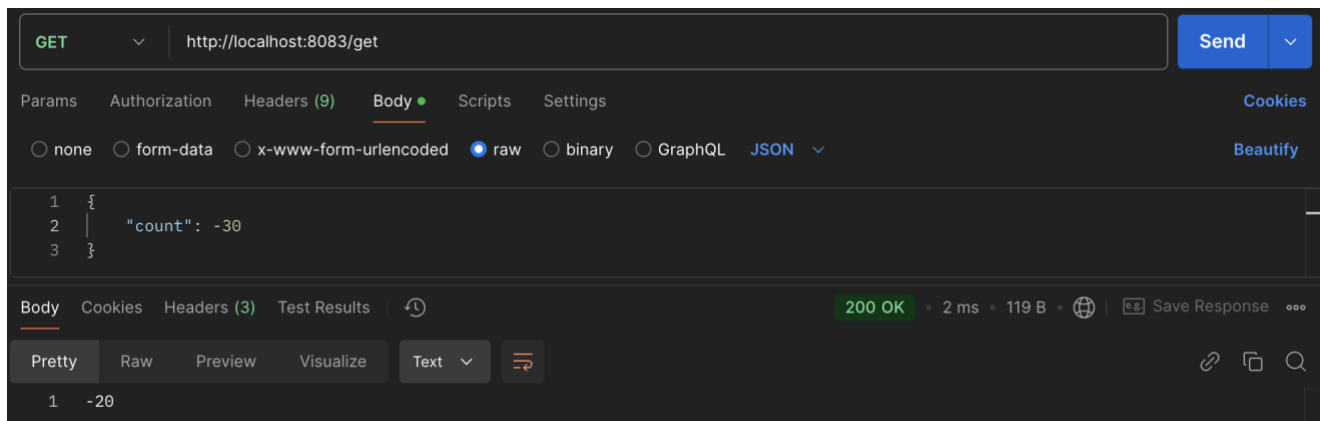 GET http://localhost:8083/get Send
Params Authorization Headers (9) Body Scripts Settings Cookies
none form-data x-www-form-urlencoded raw binary GraphQL JSON Beautify
1 {
2 "count": -30
3 }
Body Cookies Headers (3) Test Results 200 OK • 2 ms • 119 B • e.g. Save Response
Pretty Raw Preview Visualize Text
1 -20